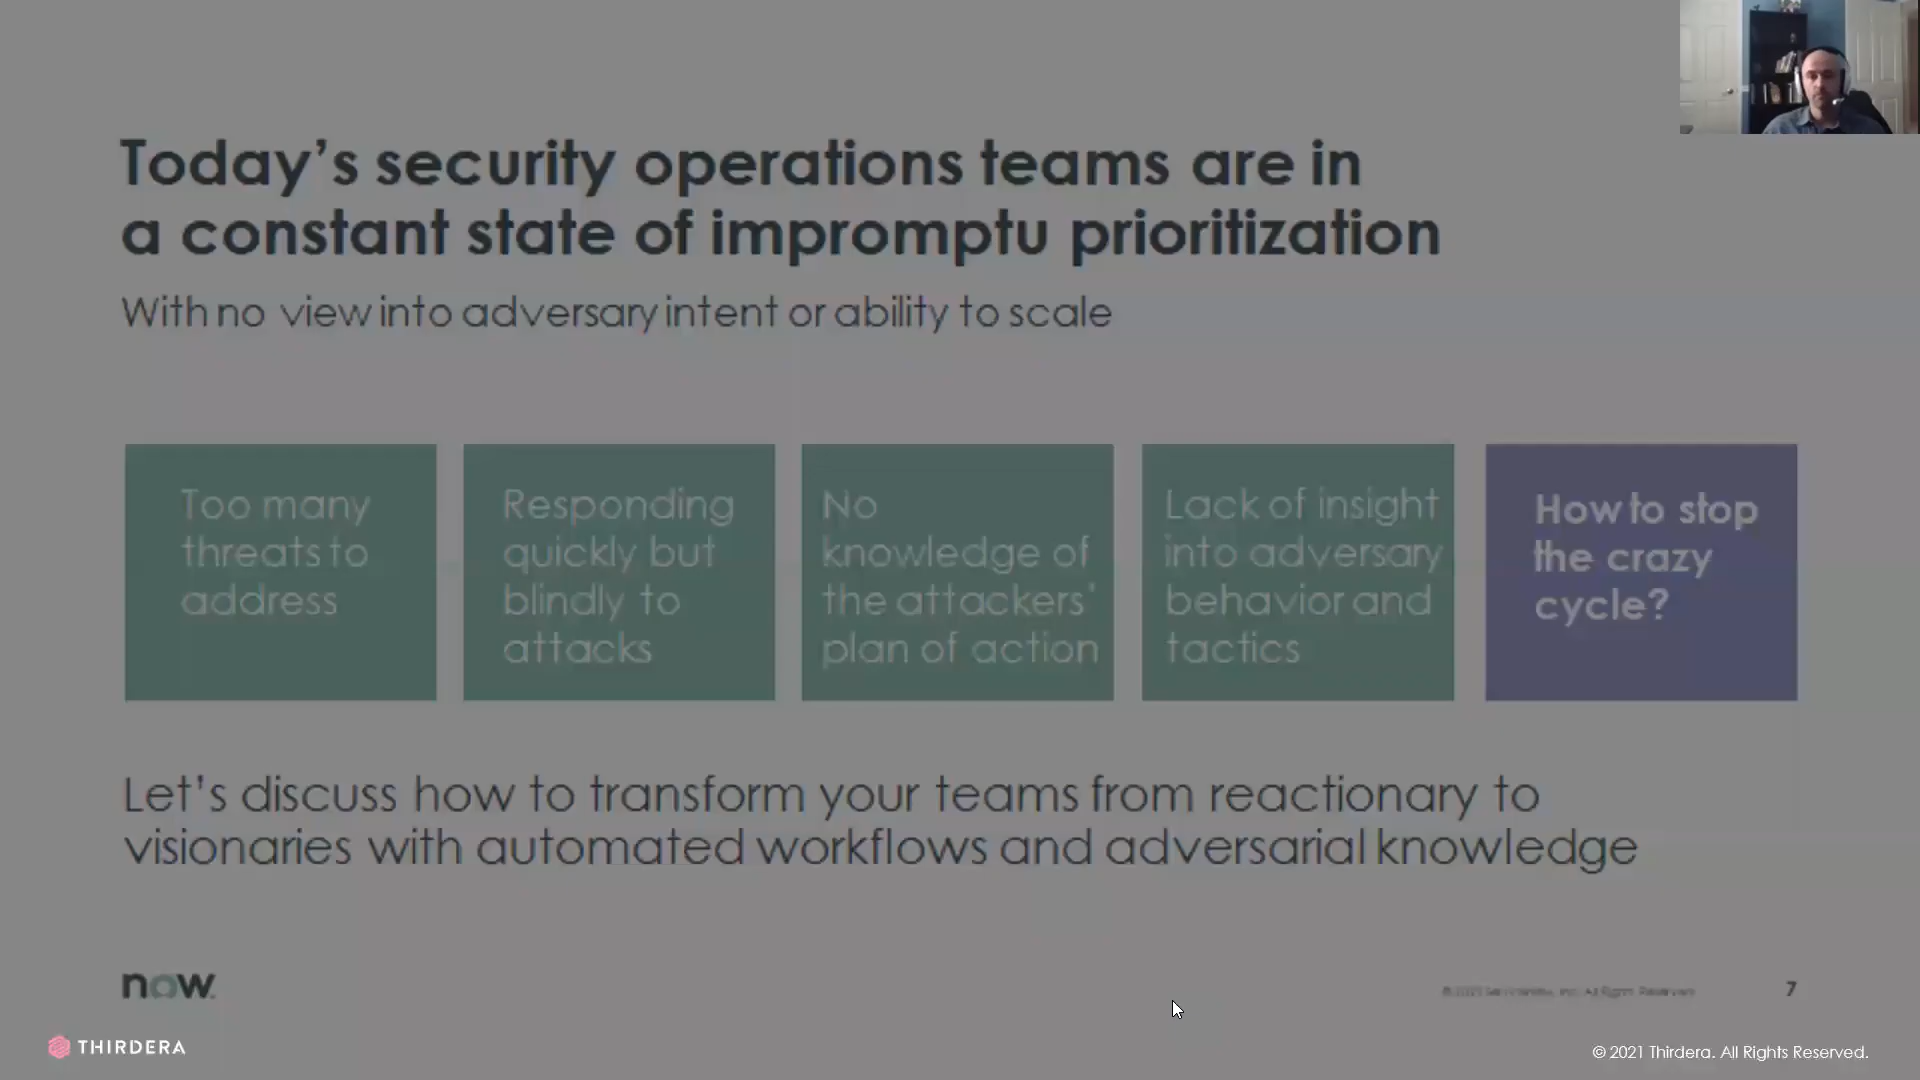 Today’s security operations teams are in
a constant state of impromptu prioritization
With no view into adversary intent or ability to scale
Too many
threats to
address
Responding
quickly but
blindly to
attacks
No
knowledge of
the attackers’
plan of action
Lack of insight
into adversary
behavior and
tactics
How to stop
the crazy
cycle?
Let’s discuss how to transform your teams from reactionary to
visionaries with automated workflows and adversarial knowledge
now.
All Rights Reserved.
7
THIRDERA
© 2021 Thirdera. All Rights Reserved.